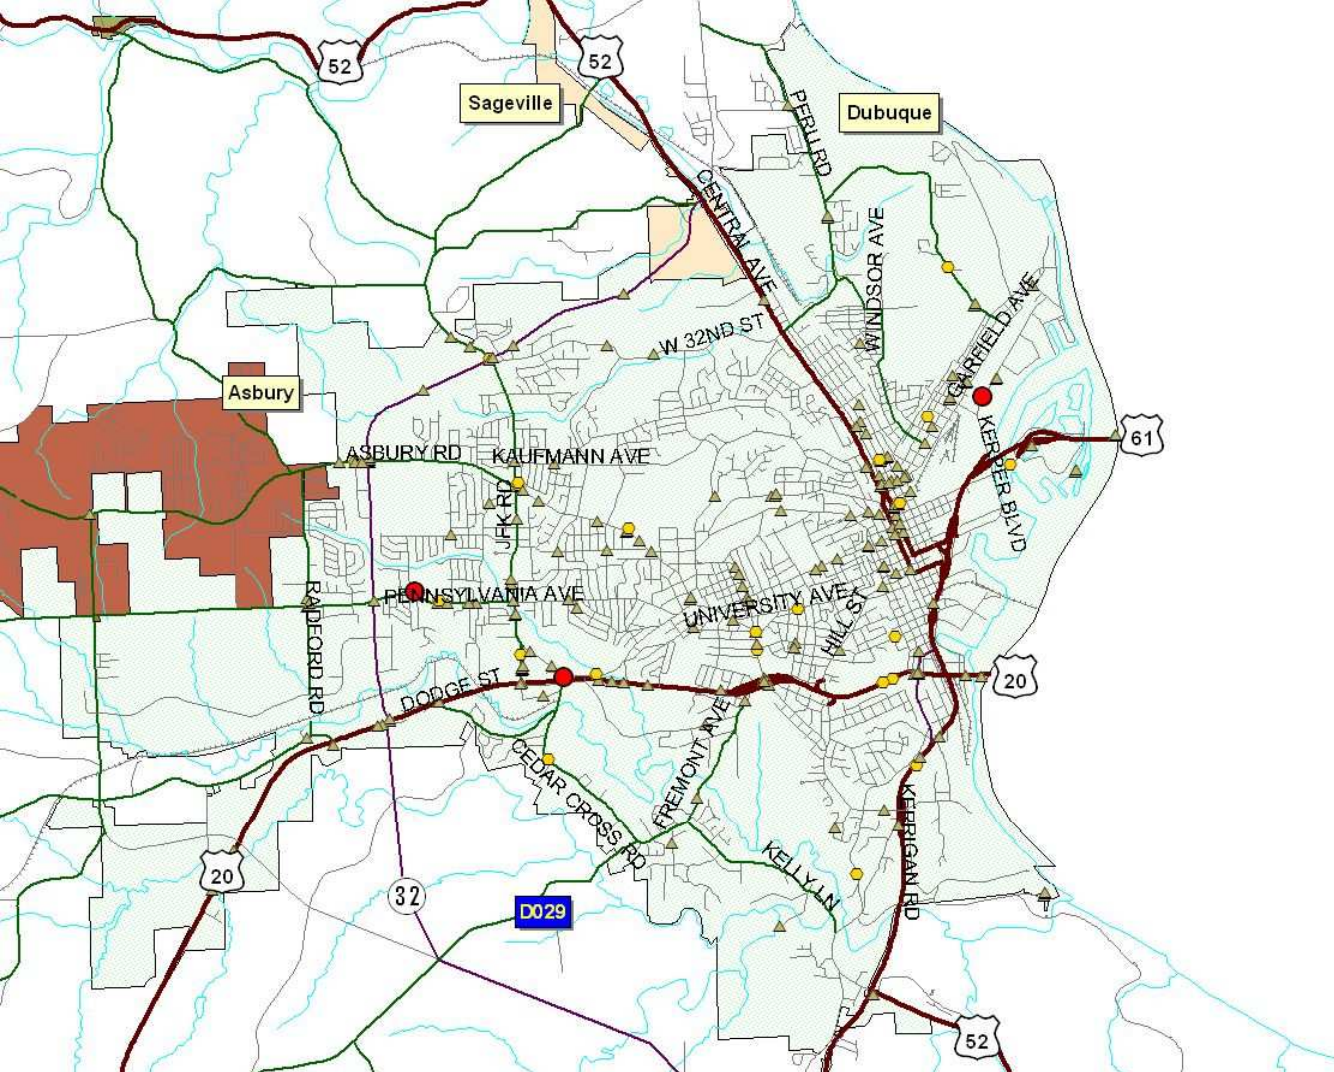 52
52
Sageville
Dubuque
PERU RD
CENTRAL AVE
WINDSOR AVE
GARFIELD AVE
W 32ND ST
Asbury
KERPER BLVD
61
ASBURY RD
KAUFMANN AVE
JFK RD
PENNSYLVANIA AVE
UNIVERSITY AVE
HILL ST
RADFORD RD
DODGE ST
20
FREMONT AVE
CEDAR CROSS RD
KERRIGAN RD
KELLY LN
20
32
D029
52